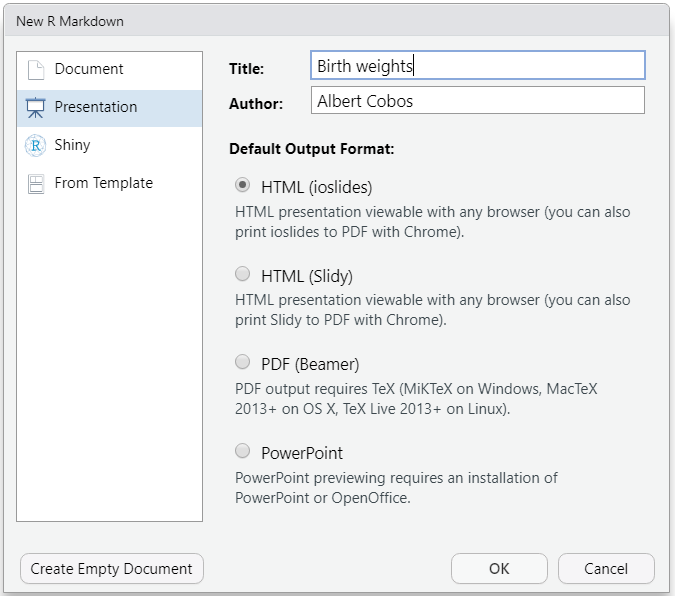 New R Markdown
Document
Presentation
R Shiny
From Template
Title: Birth weights
Author: Albert Cobos
Default Output Format:
HTML (ioslides)
HTML presentation viewable with any browser (you can also
print ioslides to PDF with Chrome).
HTML (Slidy)
HTML presentation viewable with any browser (you can also
print Slidy to PDF with Chrome).
PDF (Beamer)
PDF output requires TeX (MiKTeX on Windows, MacTeX
2013+ on OS X, TeX Live 2013+ on Linux).
PowerPoint
PowerPoint previewing requires an installation of
PowerPoint or OpenOffice.
Create Empty Document
OK
Cancel